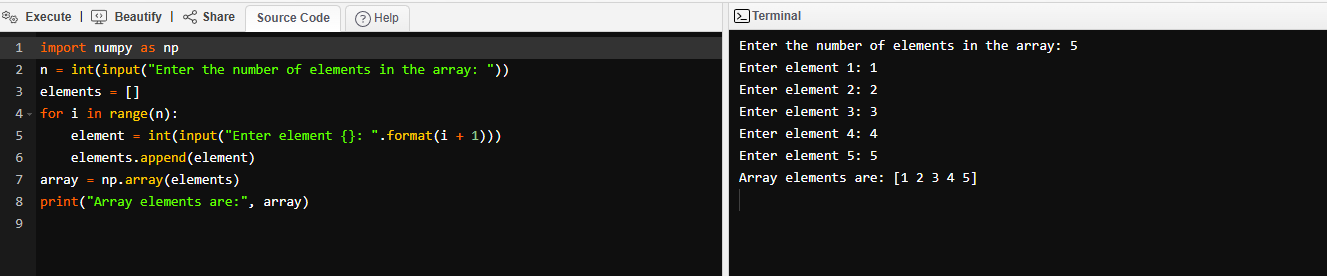 Execute | Beautify | Share Source Code Help
1 import numpy as np
2 n = int(input("Enter the number of elements in the array: "))
3 elements = []
4 for i in range(n):
5     element = int(input("Enter element {}: ".format(i + 1)))
6     elements.append(element)
7 array = np.array(elements)
8 print("Array elements are:", array)
9
Terminal
Enter the number of elements in the array: 5
Enter element 1: 1
Enter element 2: 2
Enter element 3: 3
Enter element 4: 4
Enter element 5: 5
Array elements are: [1 2 3 4 5]